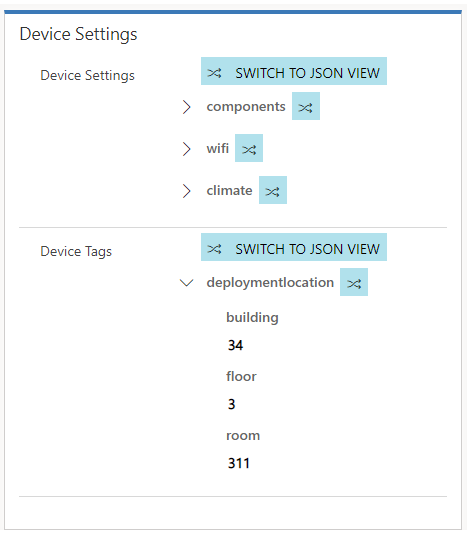 Device Settings
Device Settings
SWITCH TO JSON VIEW
components
wifi
climate
Device Tags
SWITCH TO JSON VIEW
deploymentlocation
building
34
floor
3
room
311